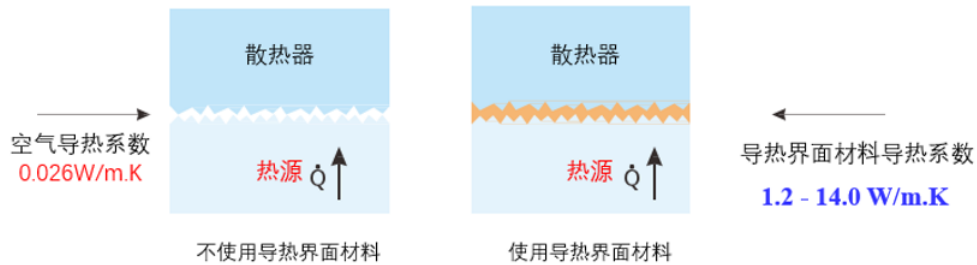 散热器
散热器
空气导热系数
0.026W/m.K
热源
Q̇
热源
Q̇
导热界面材料导热系数
1.2 - 14.0 W/m.K
不使用导热界面材料
使用导热界面材料